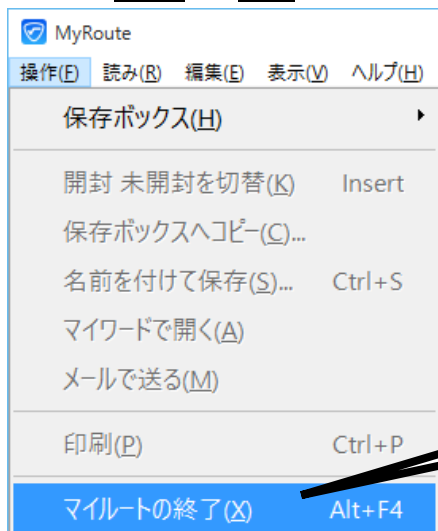 MyRoute
操作(F) 読み(R) 編集(E) 表示(V) ヘルプ(H)
保存ボックス(H)
開封 未開封を切替(K) Insert
保存ボックスへコピー(C)...
名前を付けて保存(S)... Ctrl+S
マイワードで開く(A)
メールで送る(M)
印刷(P) Ctrl+P
マイルートの終了(X) Alt+F4